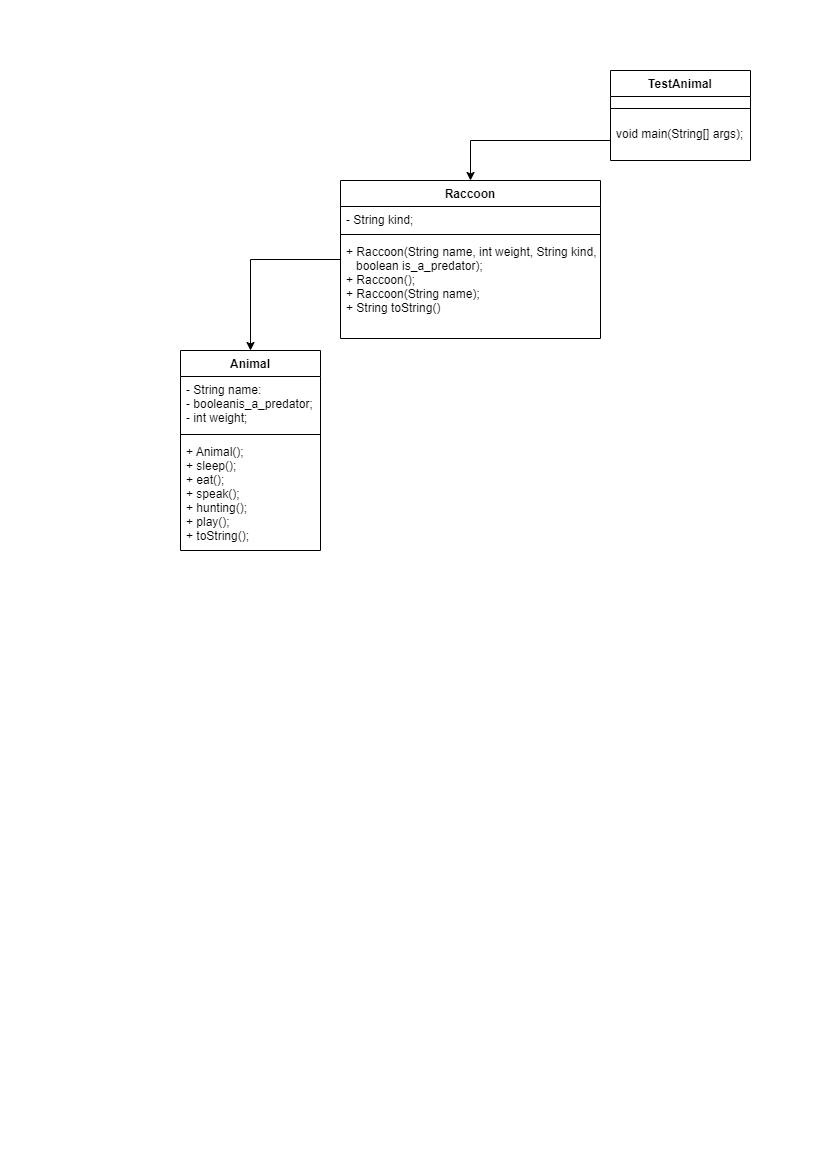 TestAnimal
void main(String[] args);
Raccoon
- String kind;
+ Raccoon(String name, int weight, String kind,
boolean is_a_predator);
+ Raccoon();
+ Raccoon(String name);
+ String toString()
Animal
- String name:
- booleanis_a_predator;
- int weight;
+ Animal();
+ sleep();
+ eat();
+ speak();
+ hunting();
+ play();
+ toString();